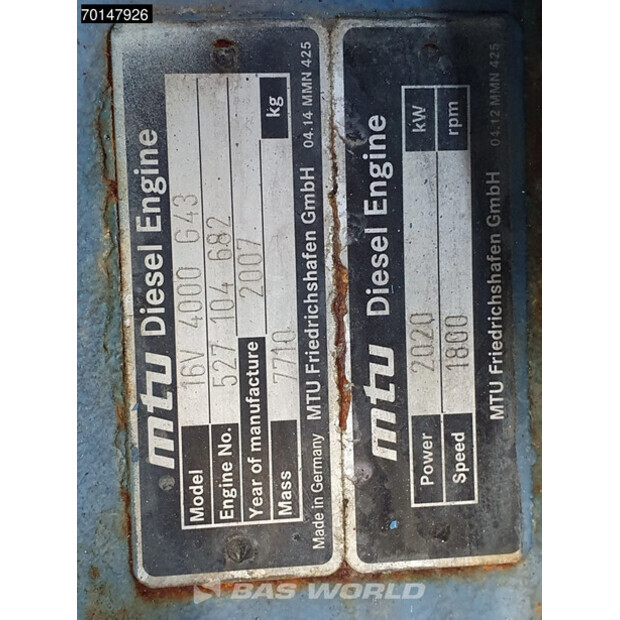 70147926
mtu Diesel Engine
Model 16V 4000 G43
Engine No. 527 104 682
Year of manufacture 2007
Mass 7710 kg
Made in Germany MTU Friedrichshafen GmbH 04.14 MMN 425
mtu Diesel Engine
Power 2020 kW
Speed 1800 rpm
MTU Friedrichshafen GmbH 04.12 MMN 425
BAS WORLD